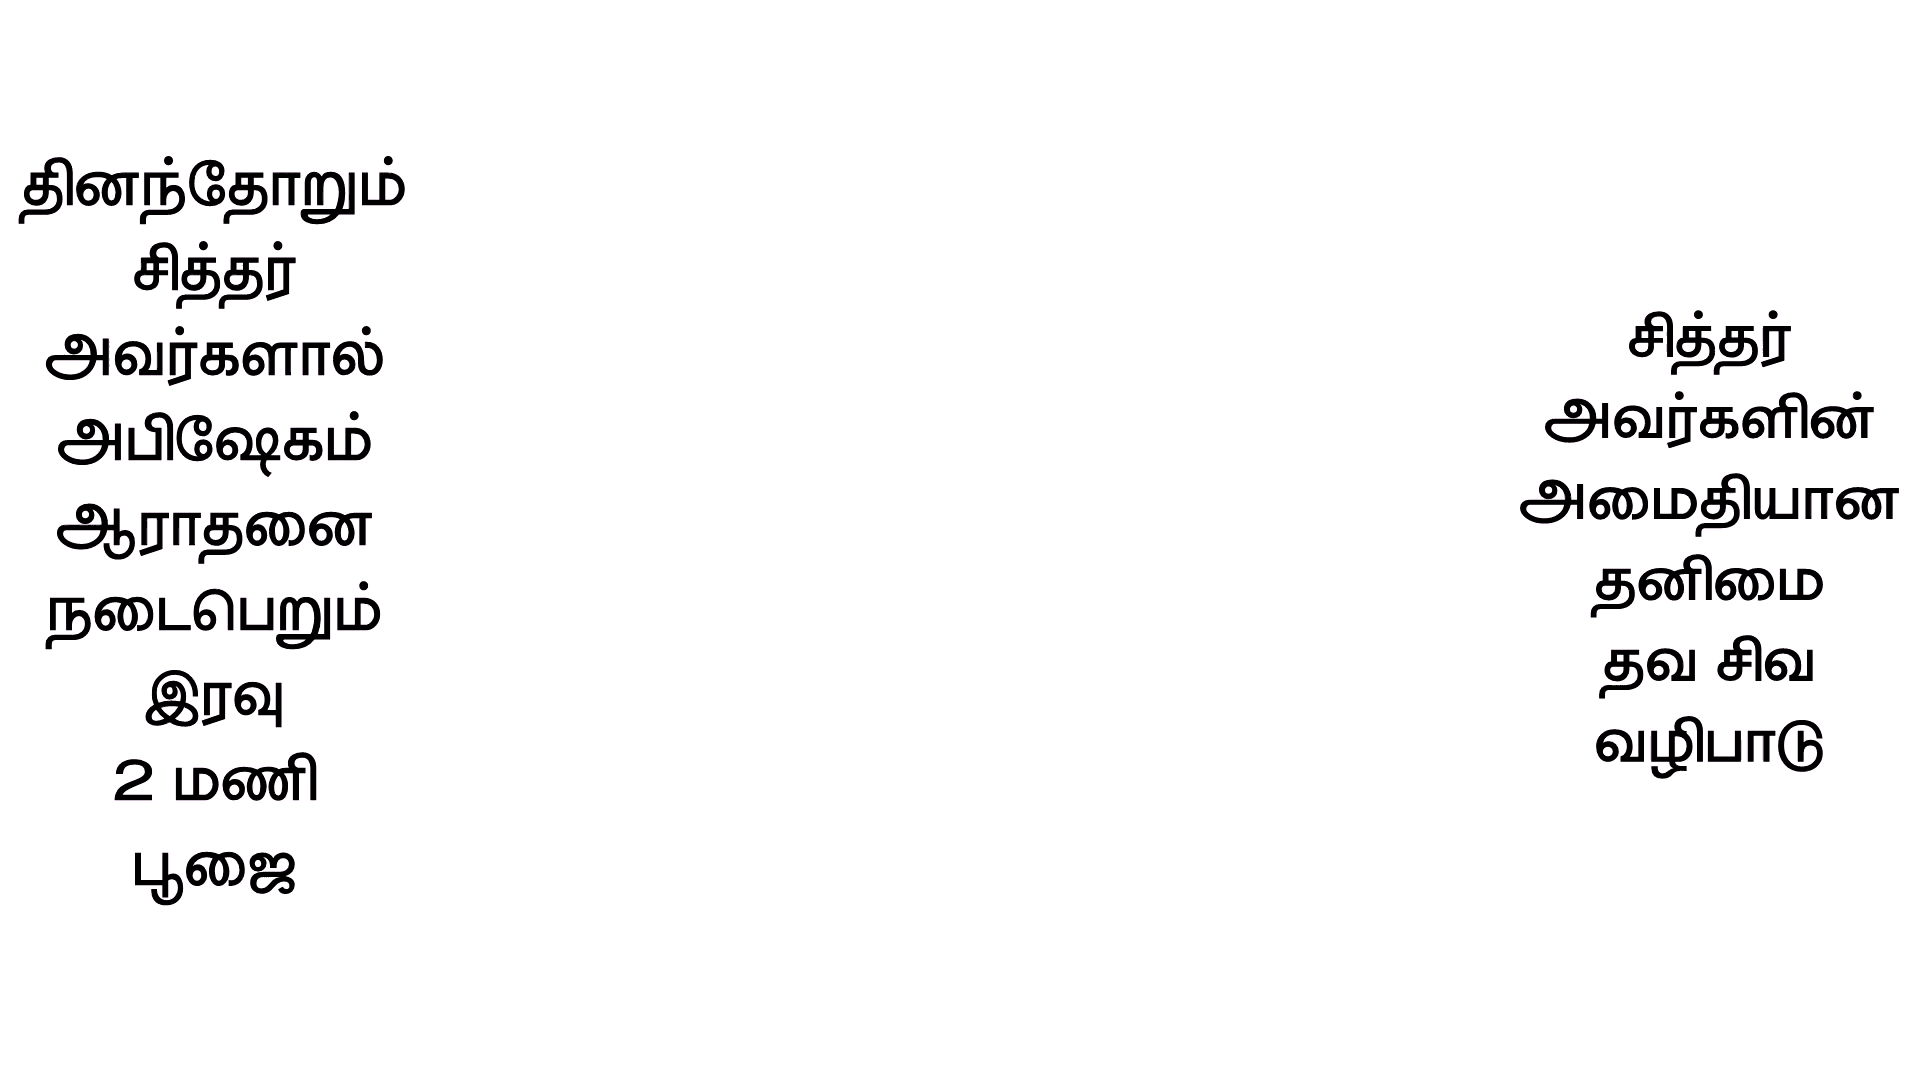 தினந்தோறும்
சித்தர்
அவர்களால்
அபிஷேகம்
ஆராதனை
நடைபெறும்
இரவு
2 மணி
பூஜை
சித்தர்
அவர்களின்
அமைதியான
தனிமை
தவ சிவ
வழிபாடு